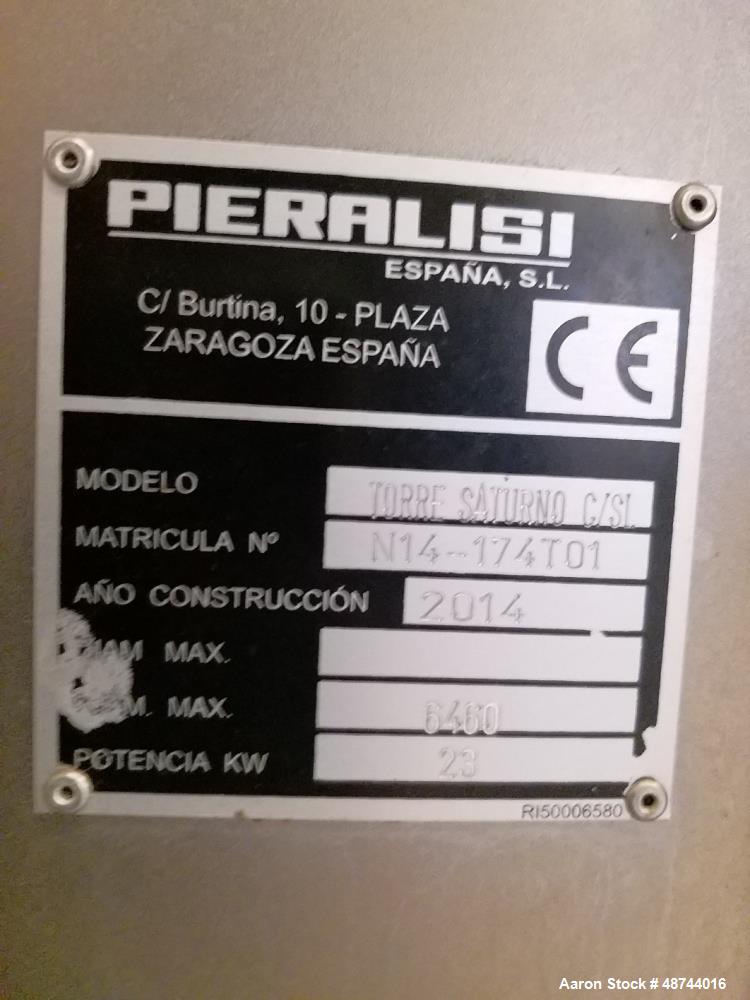 PIERALISI
ESPAÑA, S.L.
C/ Burtina, 10 - PLAZA
ZARAGOZA ESPAÑA
CE
MODELO TORRE SATURNO C/SI.
MATRICULA Nº N14-174T01
AÑO CONSTRUCCIÓN 2014
MAX.
MAX. 6460
POTENCIA KW 23
RI50006580
Aaron Stock # 48744016